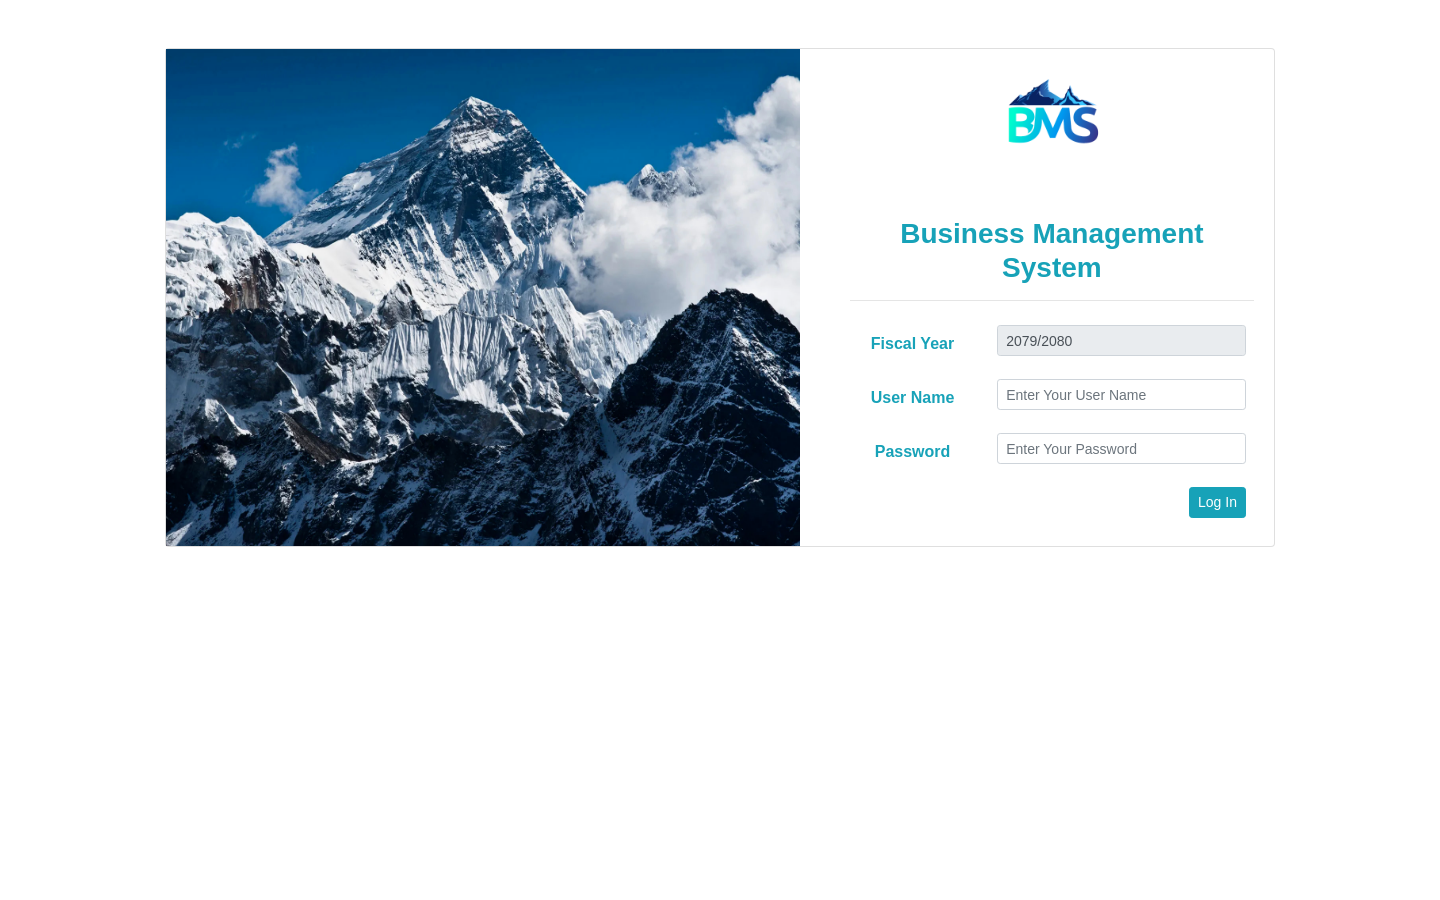 BMS
Business Management
System
Fiscal Year
2079/2080
User Name
Enter Your User Name
Password
Enter Your Password
Log In